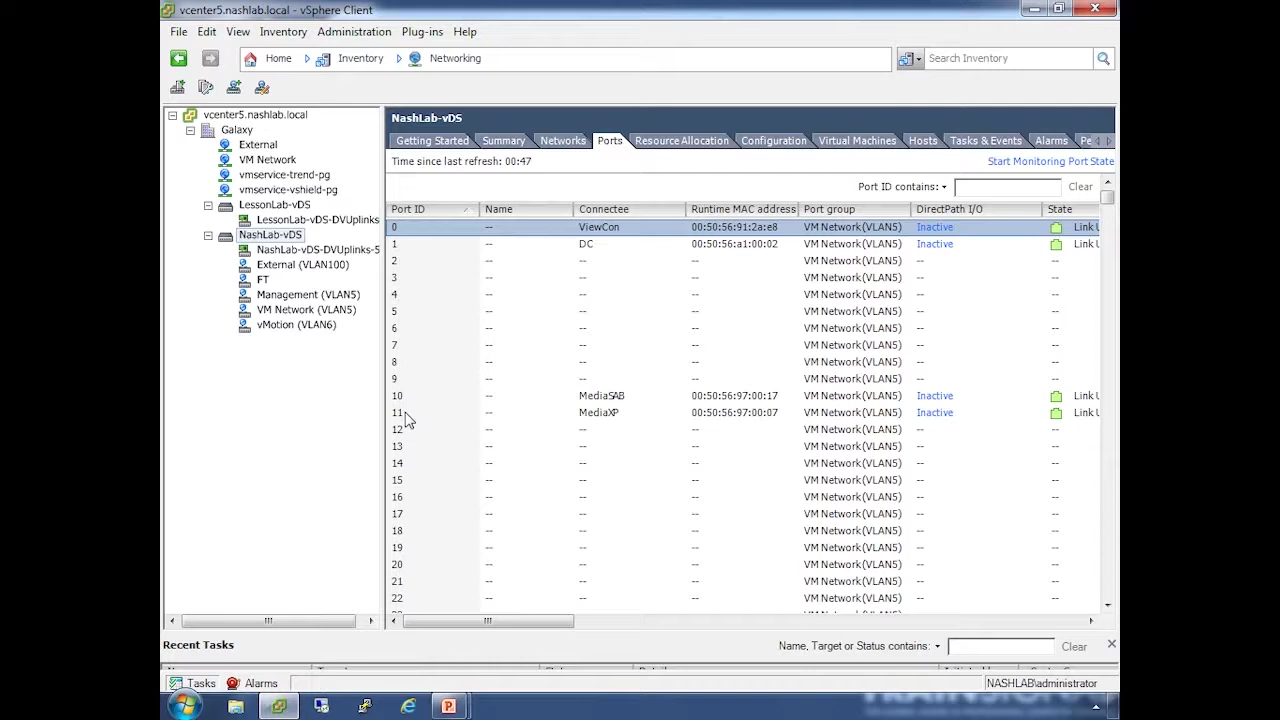 vcenter5.nashlab.local - vSphere Client
File Edit View Inventory Administration Plug-ins Help
Home Inventory Networking Search Inventory
vcenter5.nashlab.local
Galaxy
External
VM Network
vmservice-trend-pg
vmservice-vshield-pg
LessonLab-vDS
LessonLab-vDS-DVUplinks
NashLab-vDS
NashLab-vDS-DVUplinks-5
External (VLAN100)
FT
Management (VLAN5)
VM Network (VLAN5)
vMotion (VLAN6)
NashLab-vDS
Getting Started Summary Networks Ports Resource Allocation Configuration Virtual Machines Hosts Tasks & Events Alarms Pe
Time since last refresh: 00:47 Start Monitoring Port State
Port ID contains: Clear
Port ID Name Connectee Runtime MAC address Port group DirectPath I/O State
0 -- ViewCon 00:50:56:91:2a:e8 VM Network(VLAN5) Inactive Link U
1 -- DC 00:50:56:a1:00:02 VM Network(VLAN5) Inactive Link U
2 -- -- -- VM Network(VLAN5) -- --
3 -- -- -- VM Network(VLAN5) -- --
4 -- -- -- VM Network(VLAN5) -- --
5 -- -- -- VM Network(VLAN5) -- --
6 -- -- -- VM Network(VLAN5) -- --
7 -- -- -- VM Network(VLAN5) -- --
8 -- -- -- VM Network(VLAN5) -- --
9 -- -- -- VM Network(VLAN5) -- --
10 -- MediaSAB 00:50:56:97:00:17 VM Network(VLAN5) Inactive Link U
11 -- MediaXP 00:50:56:97:00:07 VM Network(VLAN5) Inactive Link U
12 -- -- -- VM Network(VLAN5) -- --
13 -- -- -- VM Network(VLAN5) -- --
14 -- -- -- VM Network(VLAN5) -- --
15 -- -- -- VM Network(VLAN5) -- --
16 -- -- -- VM Network(VLAN5) -- --
17 -- -- -- VM Network(VLAN5) -- --
18 -- -- -- VM Network(VLAN5) -- --
19 -- -- -- VM Network(VLAN5) -- --
20 -- -- -- VM Network(VLAN5) -- --
21 -- -- -- VM Network(VLAN5) -- --
22 -- -- -- VM Network(VLAN5) -- --
Recent Tasks Name, Target or Status contains: Clear
Tasks Alarms NASHLAB\administrator